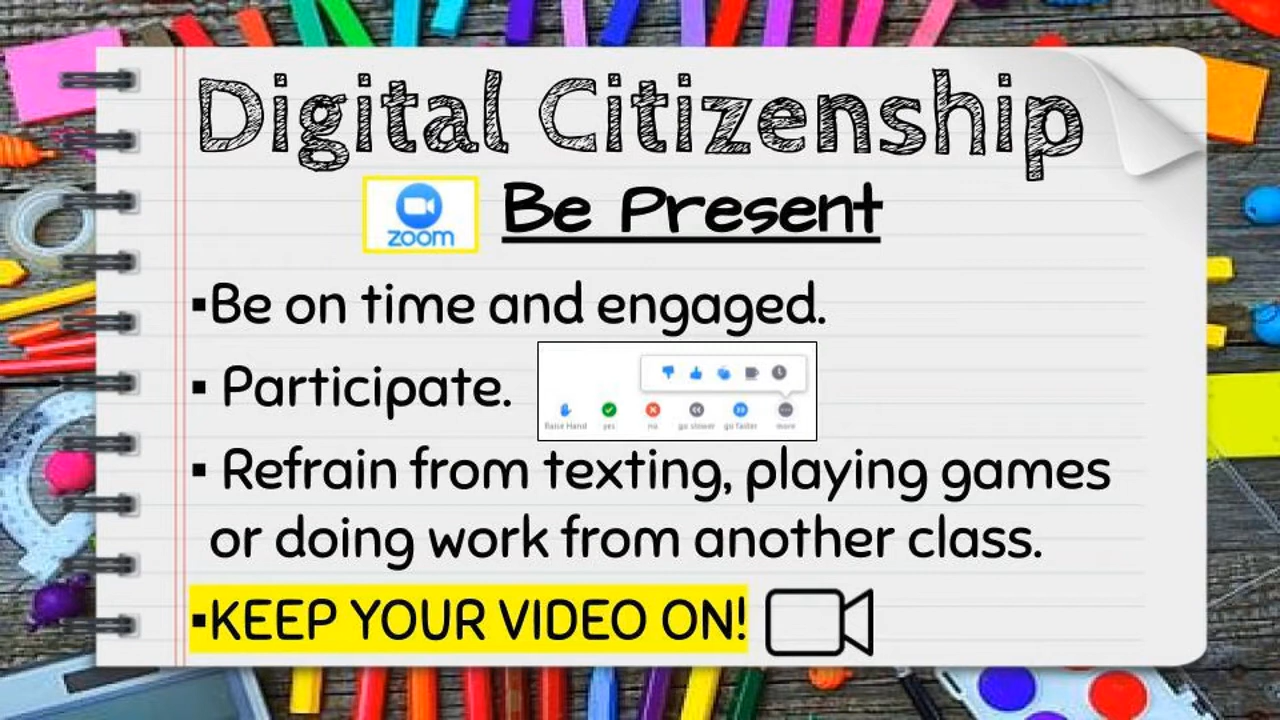 Digital Citizenship
zoom
Be Present
▪Be on time and engaged.
▪ Participate.
Raise Hand yes no go slower go faster more
▪ Refrain from texting, playing games
or doing work from another class.
▪KEEP YOUR VIDEO ON!